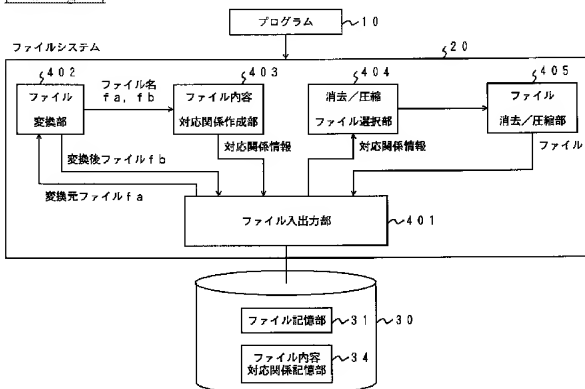 プログラム
~10
ファイルシステム
20
402
ファイル
変換部
ファイル名
fa, fb
403
ファイル内容
対応関係作成部
404
消去/圧縮
ファイル選択部
405
ファイル
消去/圧縮部
変換後ファイルfb
変換元ファイルfa
対応関係情報
対応関係情報
ファイル
ファイル入出力部
401
ファイル記憶部
~31
~30
ファイル内容
対応関係記憶部
~34